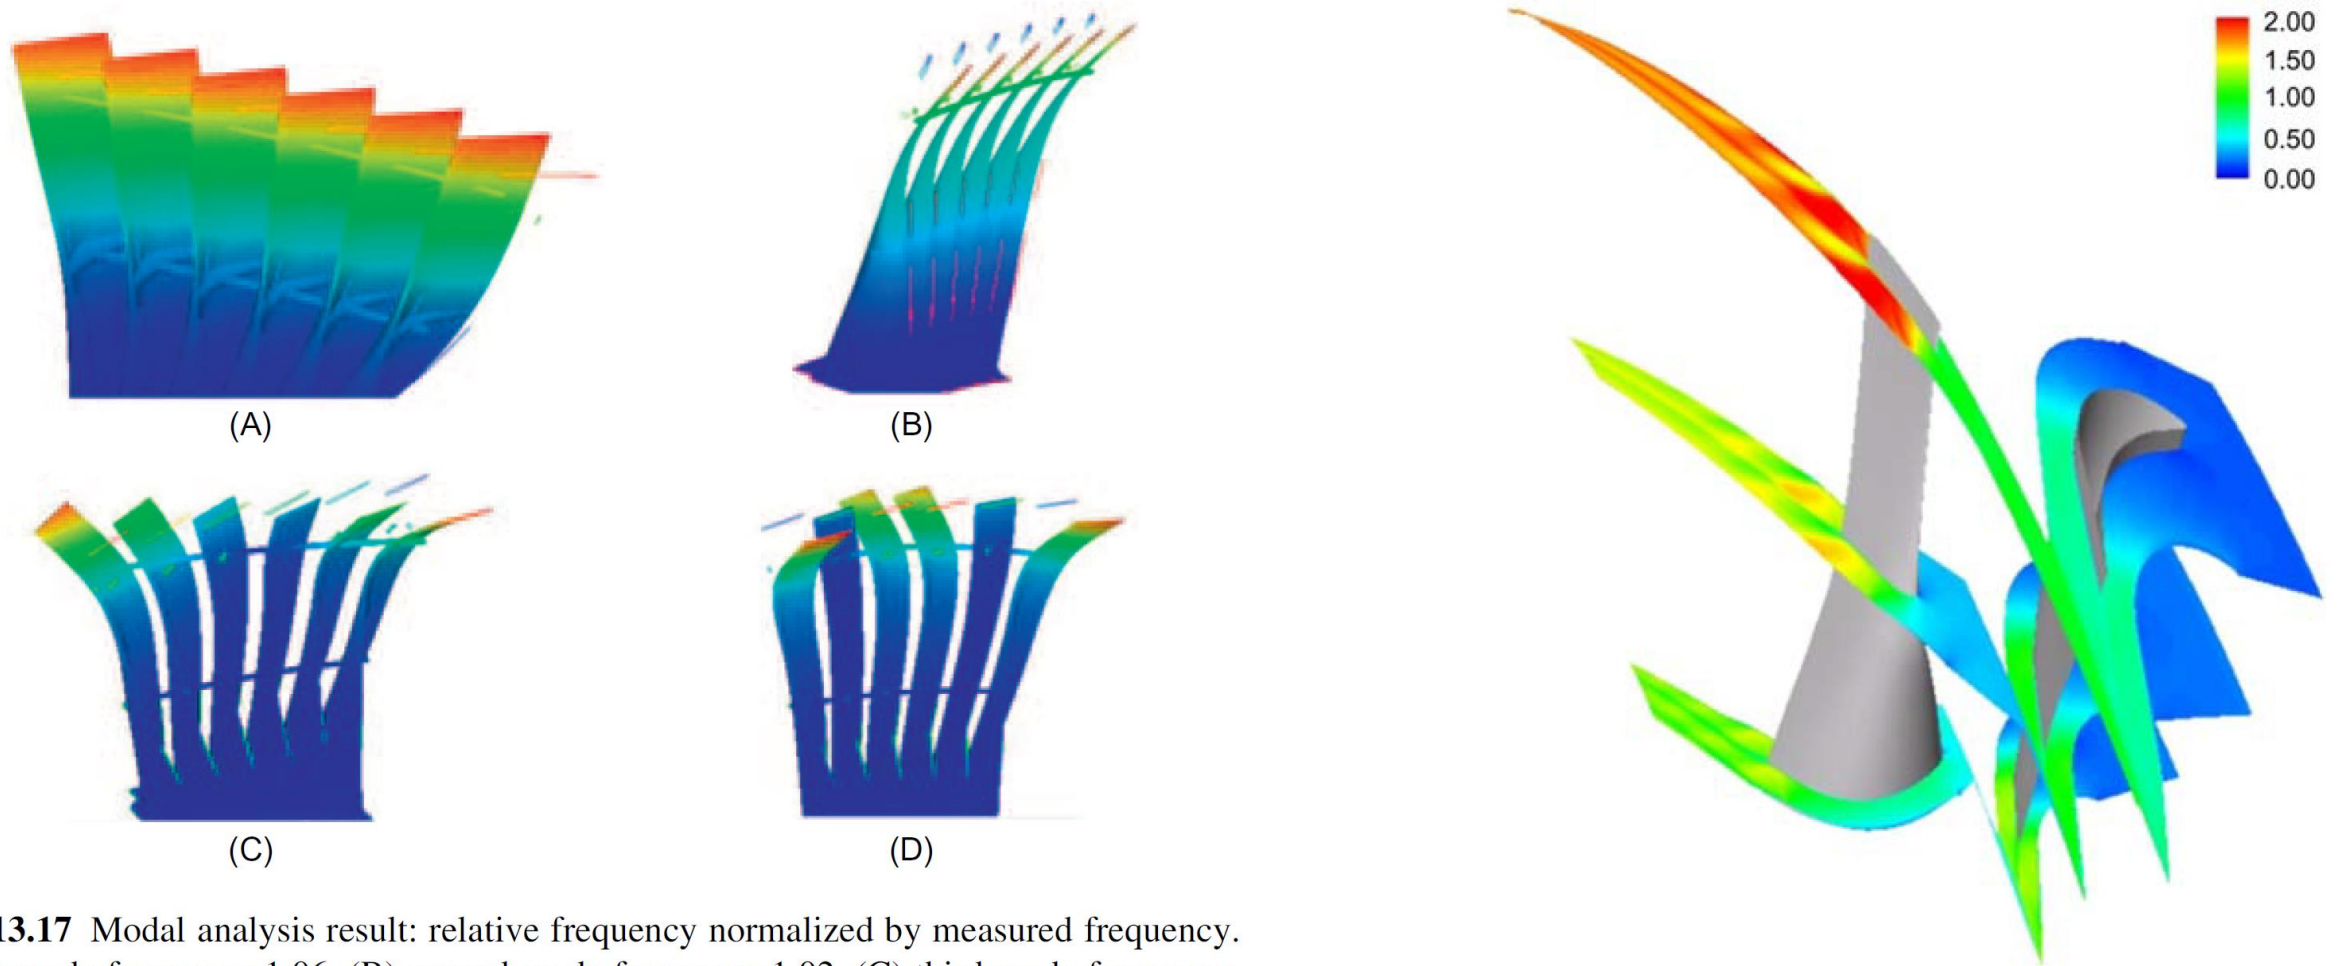 2.00
1.50
1.00
0.50
0.00
(A)
(B)
(C)
(D)
13.17 Modal analysis result: relative frequency normalized by measured frequency.